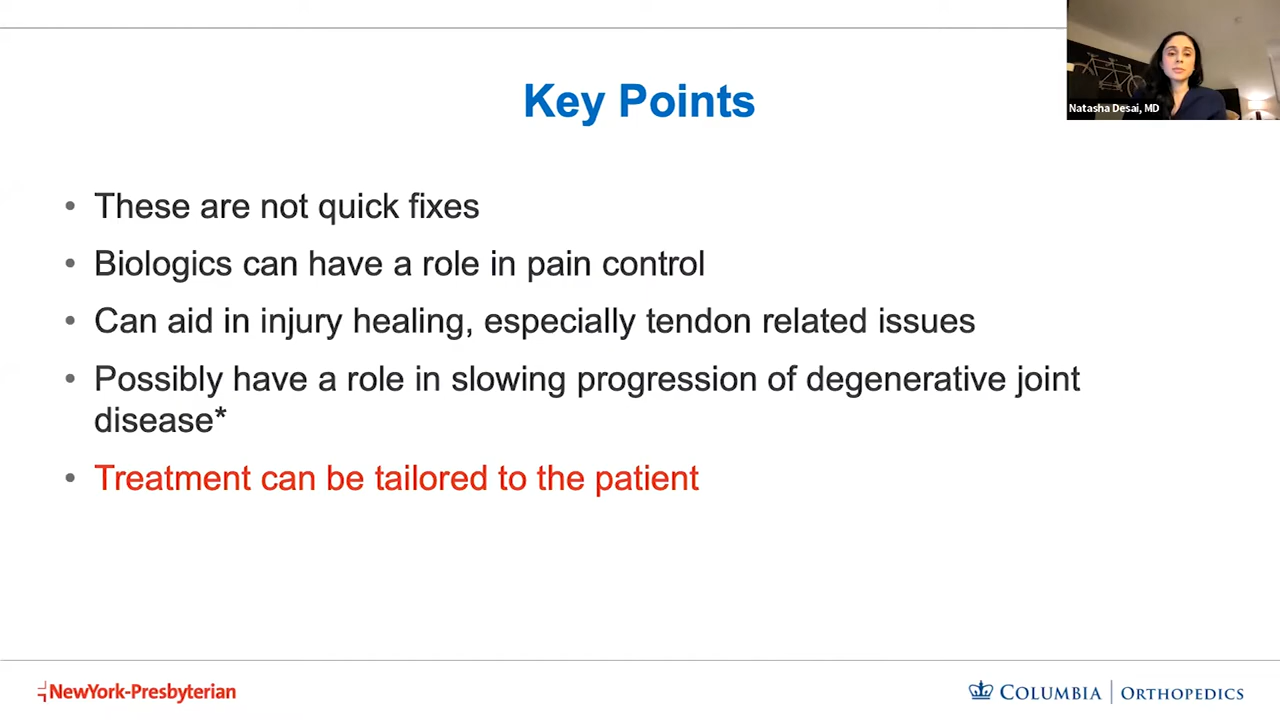 Natasha Desai, MD
Key Points
• These are not quick fixes
• Biologics can have a role in pain control
• Can aid in injury healing, especially tendon related issues
• Possibly have a role in slowing progression of degenerative joint
disease*
• Treatment can be tailored to the patient
NewYork-Presbyterian
COLUMBIA | ORTHOPEDICS